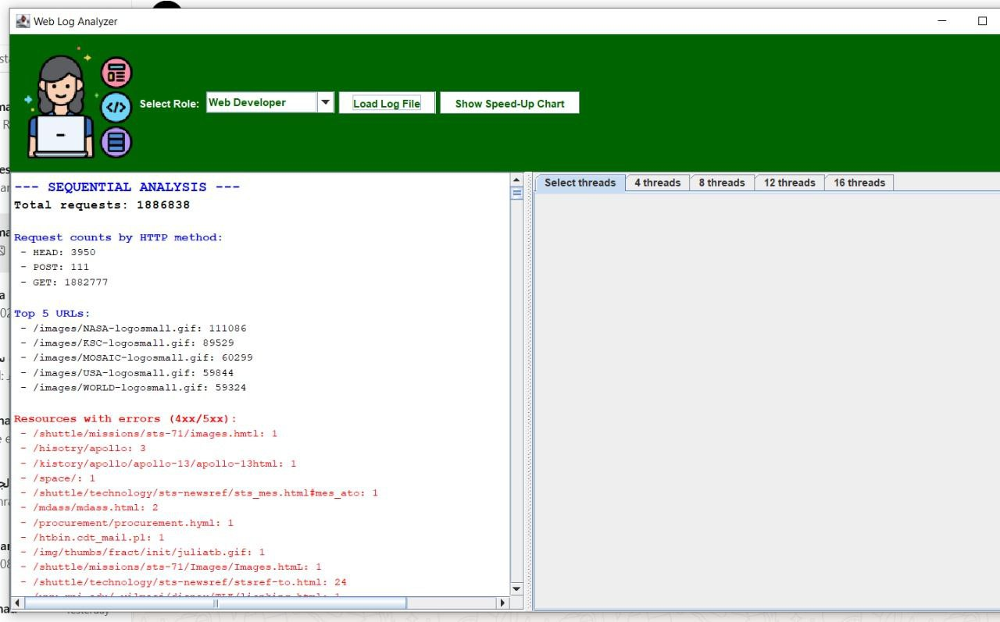 Web Log Analyzer
Select Role: Web Developer Load Log File Show Speed-Up Chart
--- SEQUENTIAL ANALYSIS ---
Total requests: 1886838
Request counts by HTTP method:
- HEAD: 3950
- POST: 111
- GET: 1882777
Top 5 URLs:
- /images/NASA-logosmall.gif: 111086
- /images/KSC-logosmall.gif: 89529
- /images/MOSAIC-logosmall.gif: 60299
- /images/USA-logosmall.gif: 59844
- /images/WORLD-logosmall.gif: 59324
Resources with errors (4xx/5xx):
- /shuttle/missions/sts-71/images.hmtl: 1
- /hisotry/apollo: 3
- /kistory/apollo/apollo-13/apollo-13html: 1
- /space/: 1
- /shuttle/technology/sts-newsref/sts_mes.html#mes_ato: 1
- /mdass/mdass.html: 2
- /procurement/procurement.hyml: 1
- /htbin.cdt_mail.pl: 1
- /img/thumbs/fract/init/juliatb.gif: 1
- /shuttle/missions/sts-71/Images/Images.htmL: 1
- /shuttle/technology/sts-newsref/stsref-to.html: 24
Select threads 4 threads 8 threads 12 threads 16 threads
Yesterday